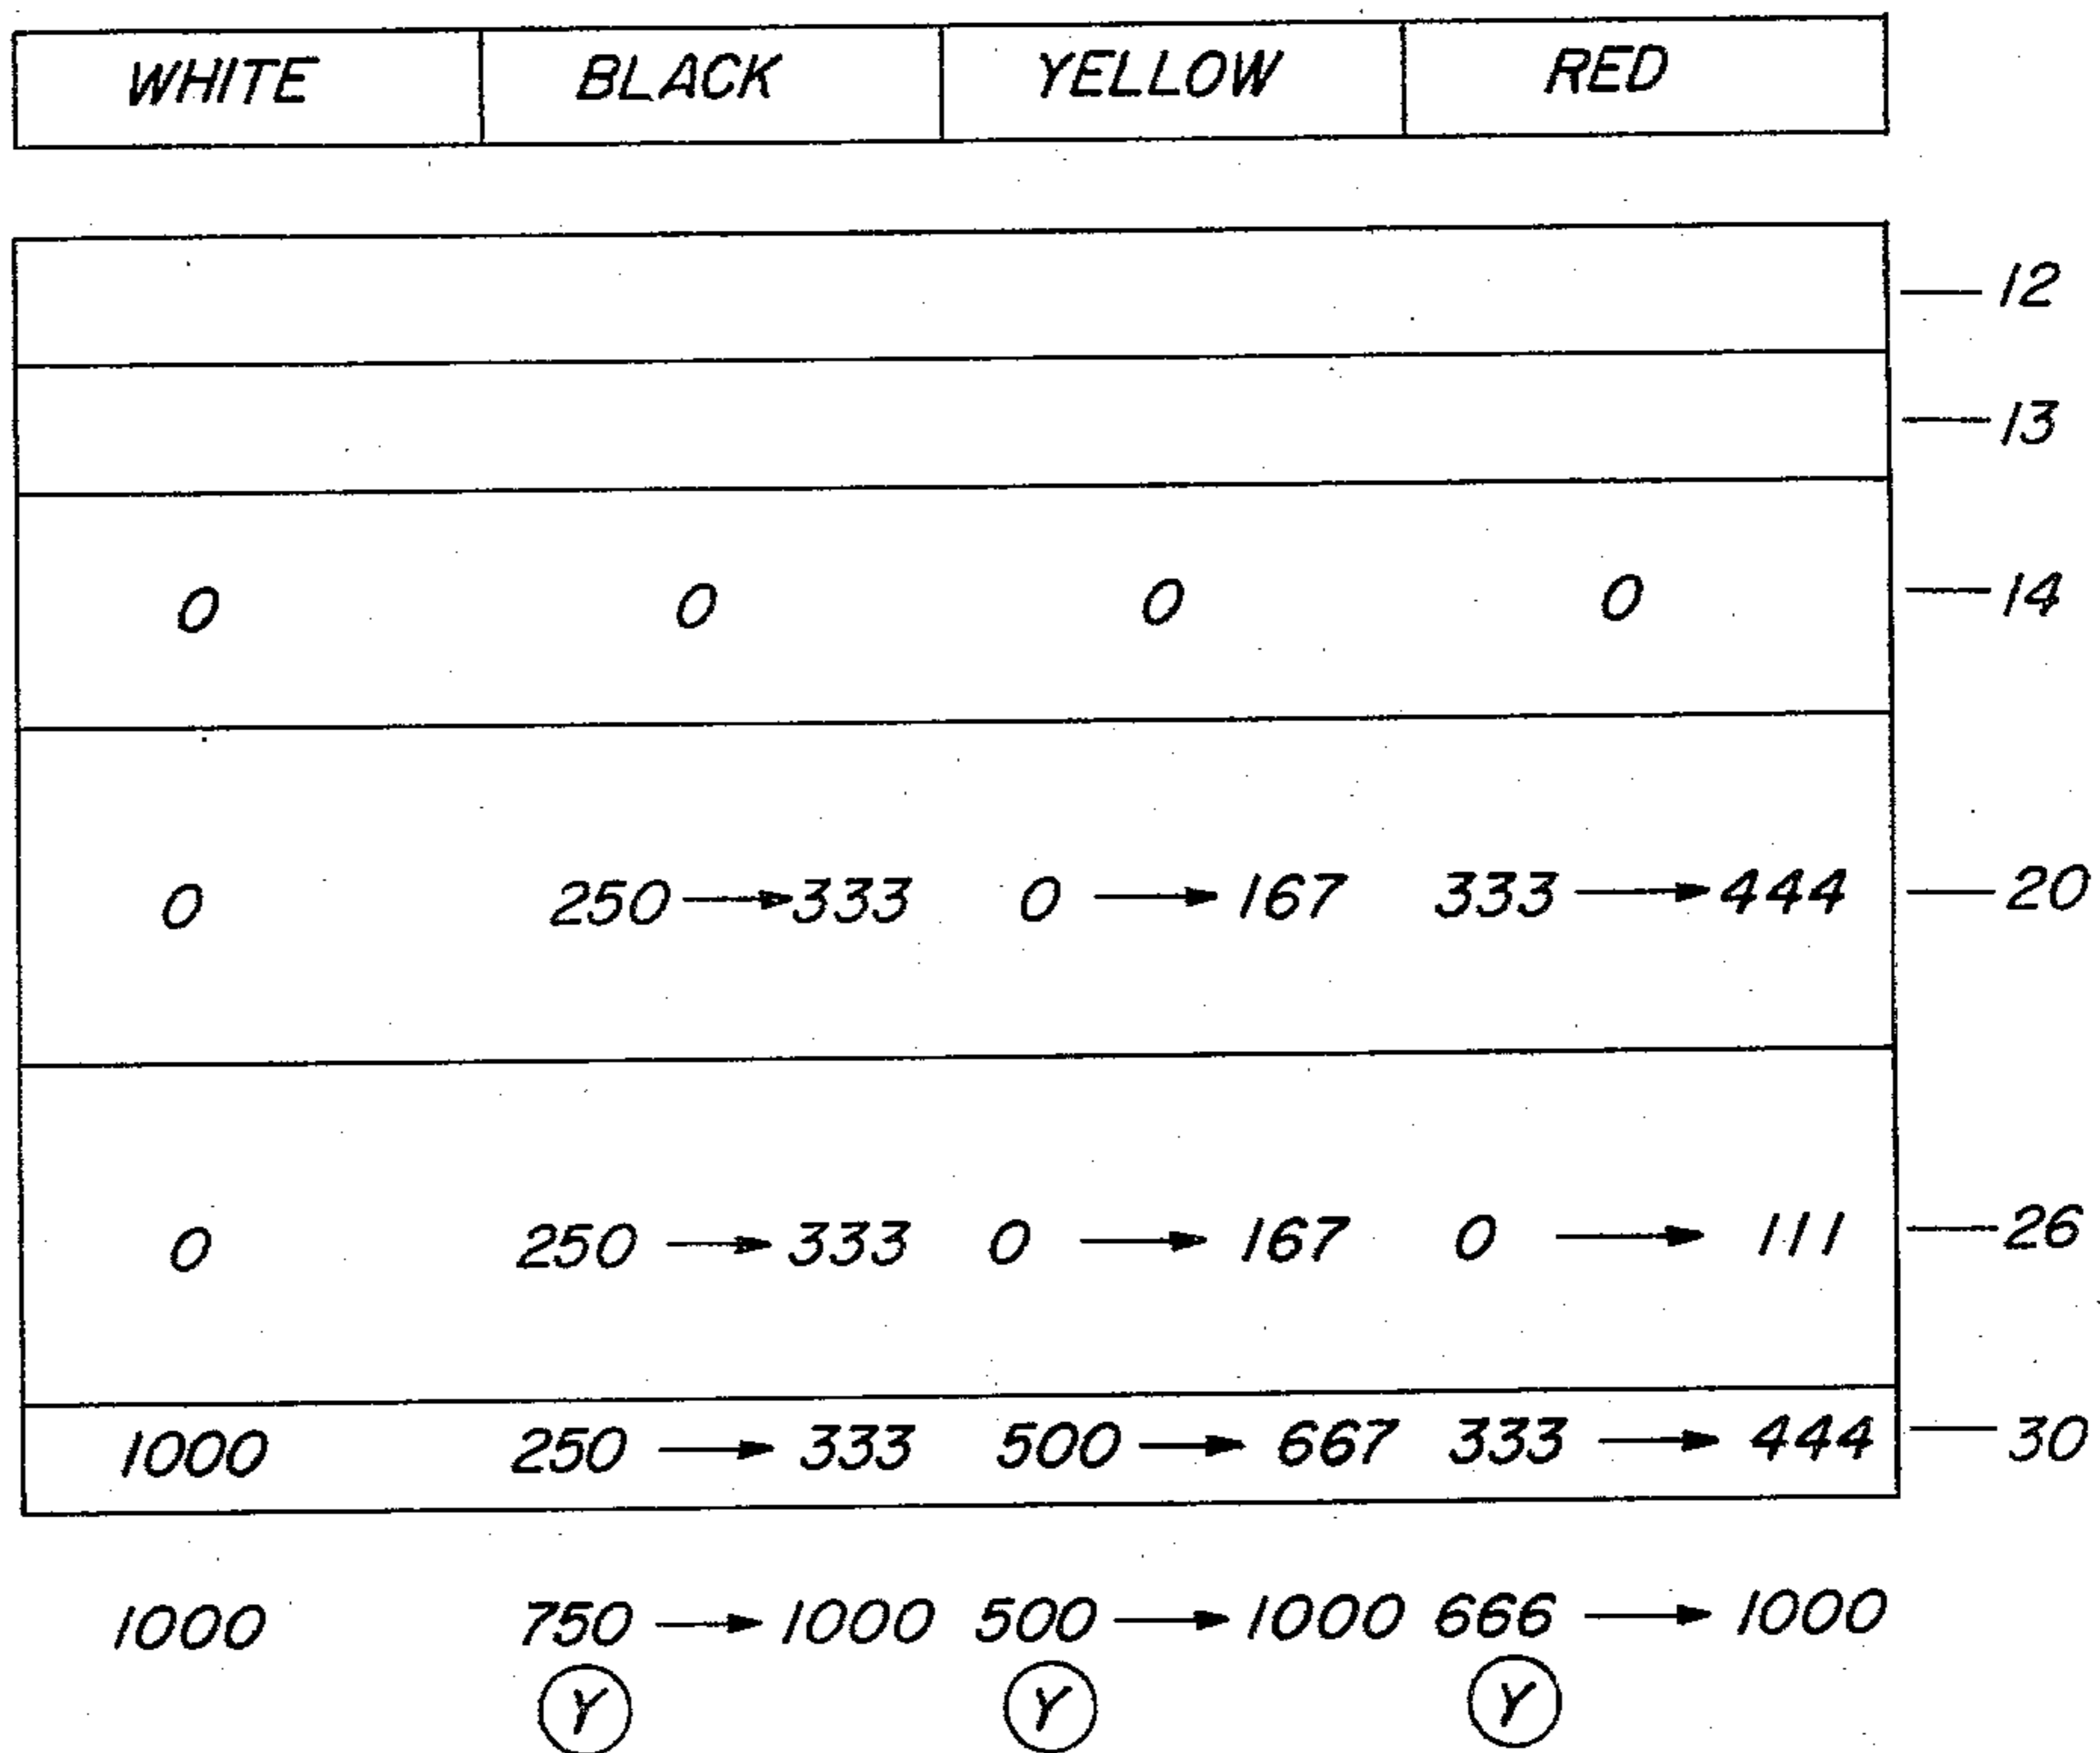 WHITE BLACK YELLOW RED
12
13
0 0 0 0 14
0 250 → 333 0 → 167 333 → 444 20
0 250 → 333 0 → 167 0 → 111 26
1000 250 → 333 500 → 667 333 → 444 30
1000 750 → 1000 500 → 1000 666 → 1000
Y Y Y